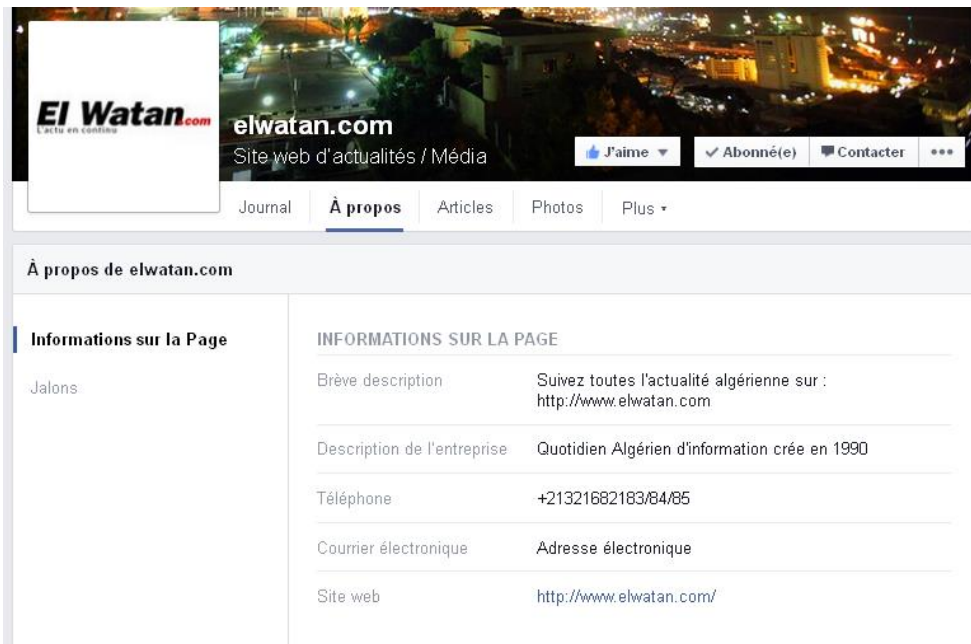 El Watan.com
L'actu en continu
elwatan.com
Site web d'actualités / Média
J'aime
Abonné(e)
Contacter
Journal
À propos
Articles
Photos
Plus
À propos de elwatan.com
Informations sur la Page
Jalons
INFORMATIONS SUR LA PAGE
Brève description
Suivez toutes l'actualité algérienne sur :
http://www.elwatan.com
Description de l'entreprise
Quotidien Algérien d'information crée en 1990
Téléphone
+21321682183/84/85
Courrier électronique
Adresse électronique
Site web
http://www.elwatan.com/